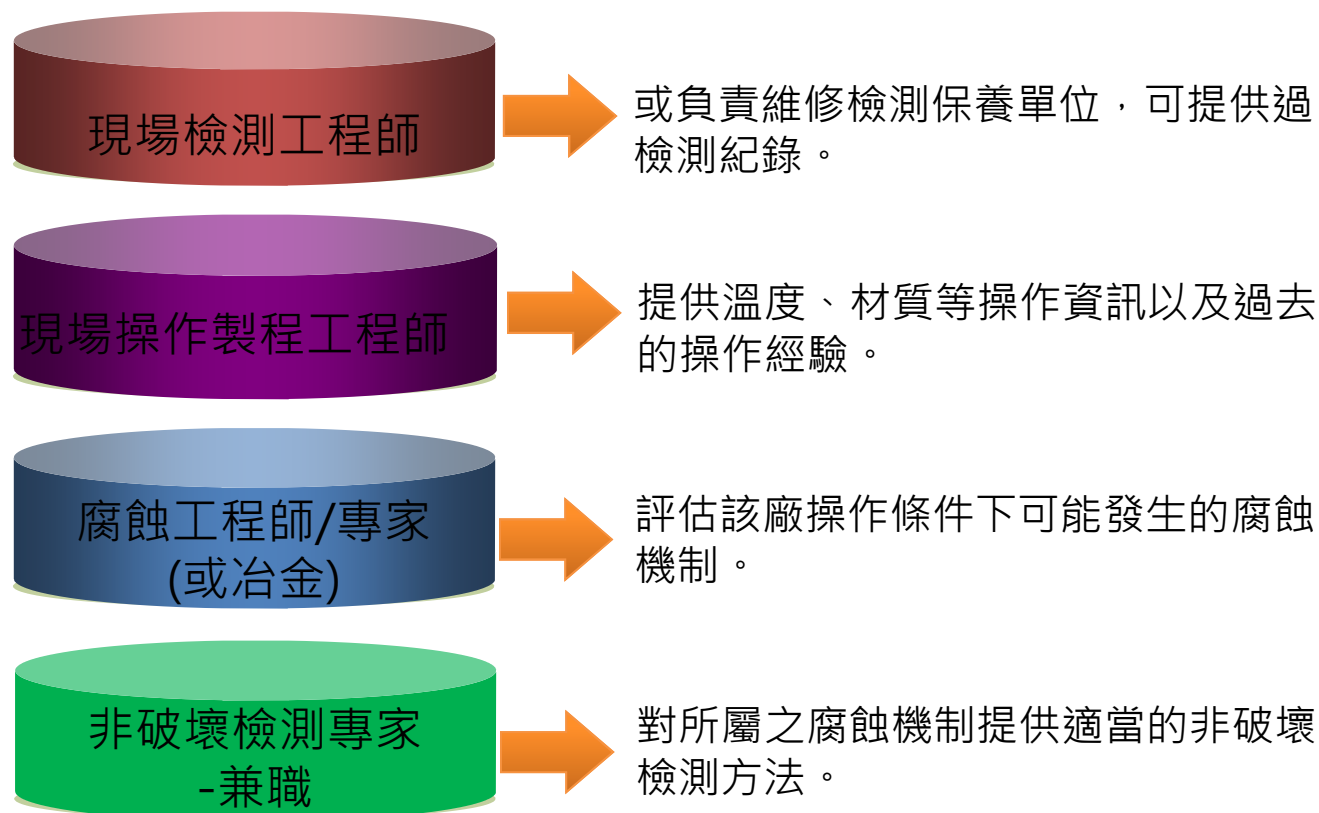 現場檢測工程師
或負責維修檢測保養單位，可提供過
檢測紀錄。
現場操作製程工程師
提供溫度、材質等操作資訊以及過去
的操作經驗。
腐蝕工程師/專家
(或冶金)
評估該廠操作條件下可能發生的腐蝕
機制。
非破壞檢測專家
-兼職
對所屬之腐蝕機制提供適當的非破壞
檢測方法。